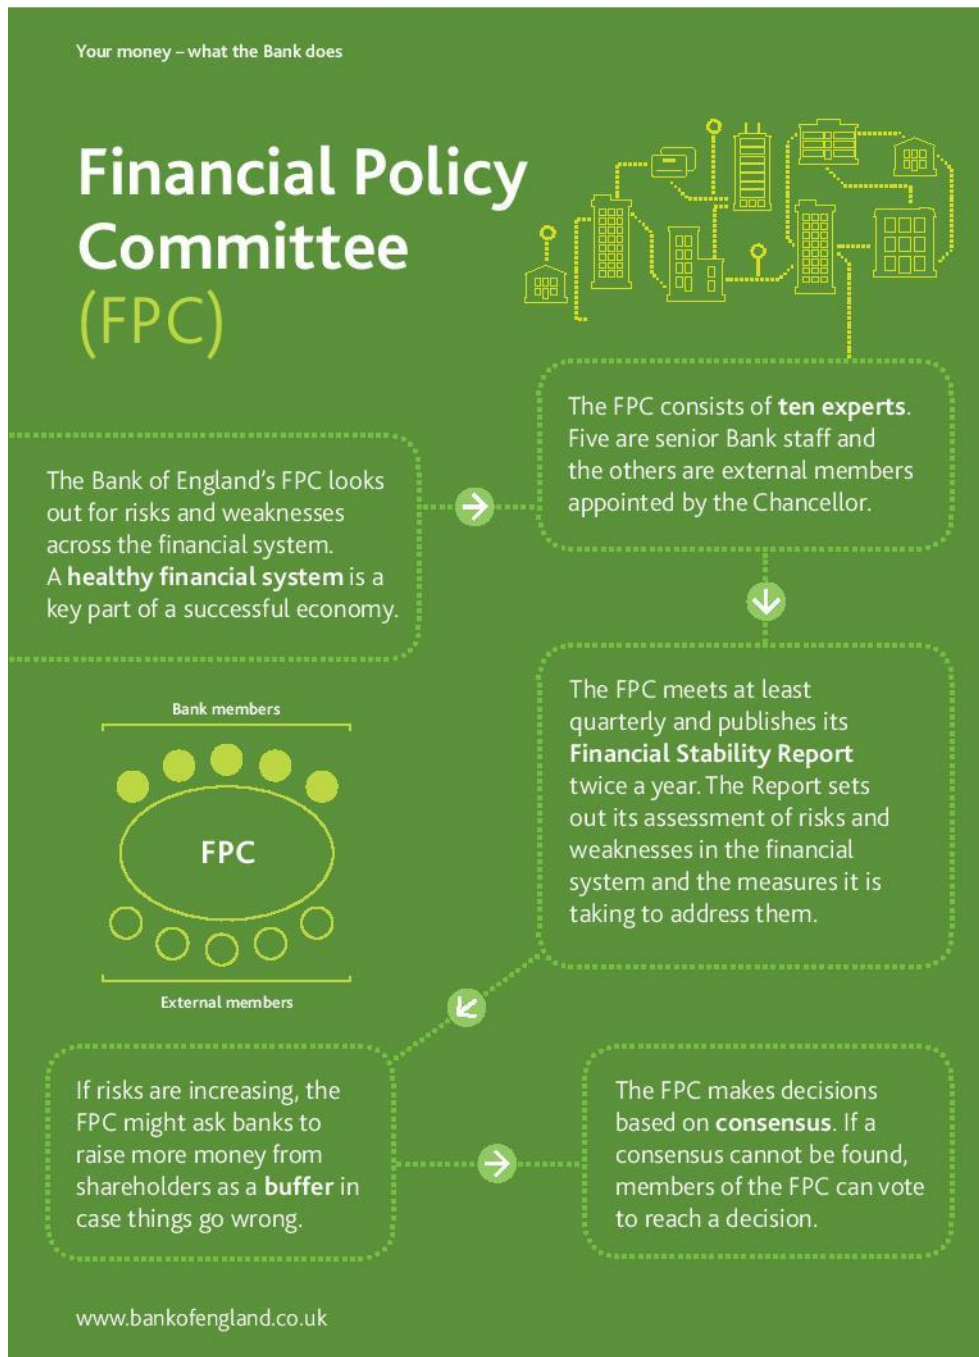 Your money – what the Bank does
Financial Policy
Committee
(FPC)
The Bank of England's FPC looks
out for risks and weaknesses
across the financial system.
A healthy financial system is a
key part of a successful economy.
The FPC consists of ten experts.
Five are senior Bank staff and
the others are external members
appointed by the Chancellor.
The FPC meets at least
quarterly and publishes its
Financial Stability Report
twice a year. The Report sets
out its assessment of risks and
weaknesses in the financial
system and the measures it is
taking to address them.
Bank members
FPC
External members
If risks are increasing, the
FPC might ask banks to
raise more money from
shareholders as a buffer in
case things go wrong.
The FPC makes decisions
based on consensus. If a
consensus cannot be found,
members of the FPC can vote
to reach a decision.
www.bankofengland.co.uk